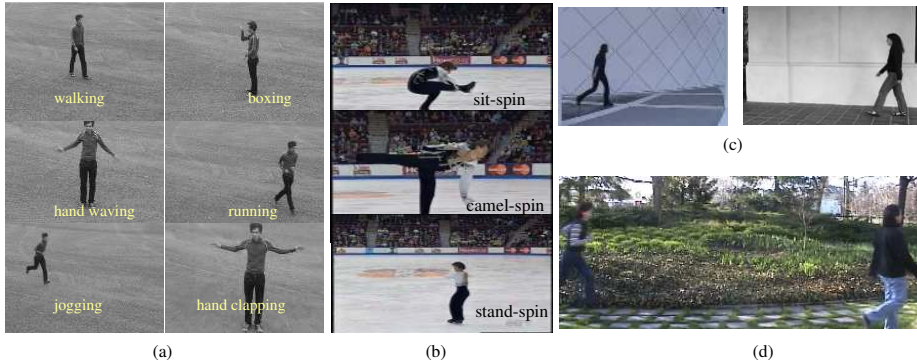 walking
boxing
hand waving
running
jogging
hand clapping
(a)
sit-spin
camel-spin
stand-spin
(b)
(c)
(d)